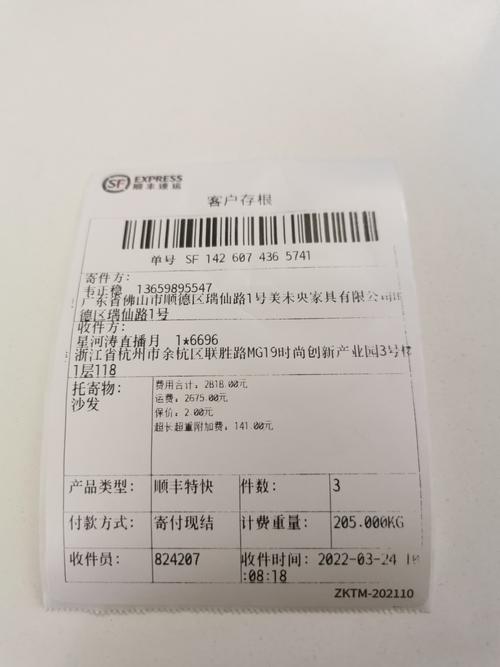 SF EXPRESS
顺丰速运
客户存根
单号 SF 142 607 436 5741
寄件方:
韦正稳 13659895547
广东省佛山市顺德区瑞仙路1号美未央家具有限公司
德区瑞仙路1号
收件方:
星河涛直播月 1*6696
浙江省杭州市余杭区联胜路MG19时尚创新产业园3号楼
1层118
托寄物:
沙发
费用合计: 2818.00元
运费: 2675.00元
保价: 2.00元
超长超重附加费: 141.00元
产品类型: 顺丰特快 件数: 3
付款方式: 寄付现结 计费重量: 205.000KG
收件员: 824207 收件时间: 2022-03-24
:08:18
ZKTM-202110